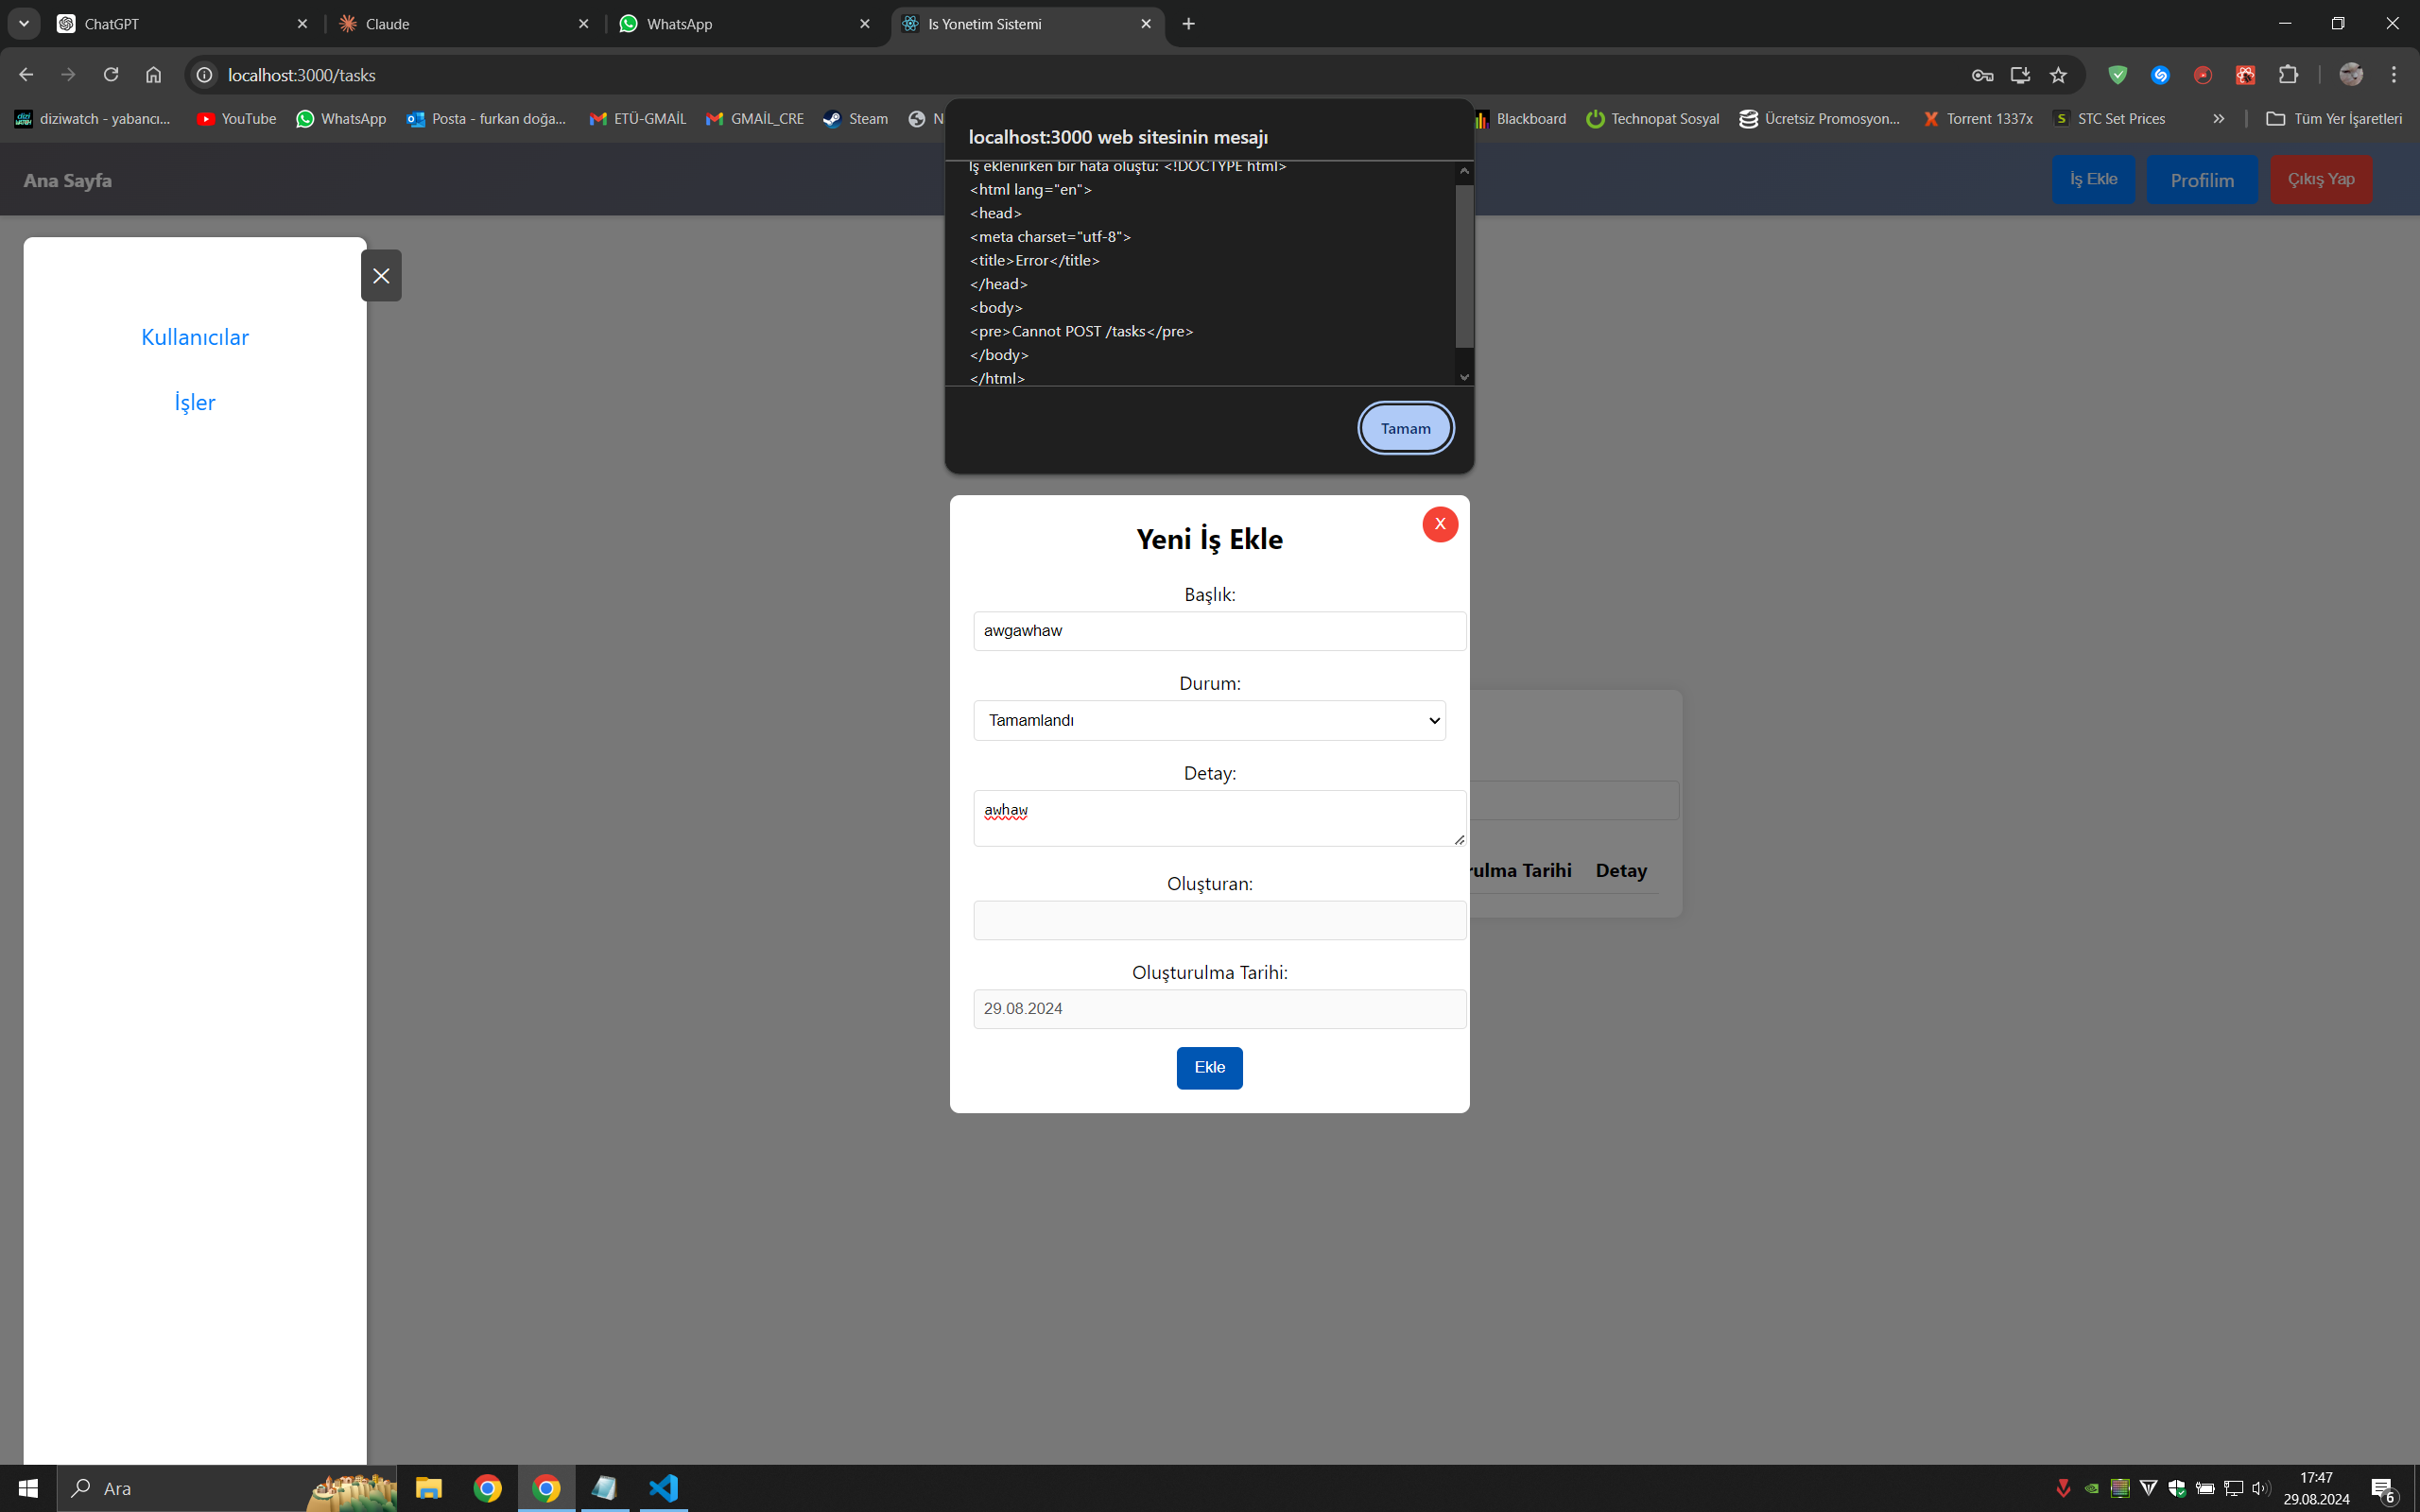 ChatGPT
Claude
WhatsApp
Is Yonetim Sistemi
localhost:3000/tasks
diziwatch - yabancı...
YouTube
WhatsApp
Posta - furkan doğa...
ETÜ-GMAİL
GMAİL_CRE
Steam
N
Blackboard
Technopat Sosyal
Ücretsiz Promosyon...
Torrent 1337x
STC Set Prices
Tüm Yer İşaretleri
localhost:3000 web sitesinin mesajı
İş eklenirken bir hata oluştu: <!DOCTYPE html>
<html lang="en">
<head>
<meta charset="utf-8">
<title>Error</title>
</head>
<body>
<pre>Cannot POST /tasks</pre>
</body>
</html>
Tamam
Ana Sayfa
İş Ekle
Profilim
Çıkış Yap
Kullanıcılar
İşler
X
Yeni İş Ekle
Başlık:
awgawhaw
Durum:
Tamamlandı
Detay:
awhaw
Oluşturan:
Oluşturulma Tarihi:
29.08.2024
Ekle
rulma Tarihi
Detay
Ara
17:47
29.08.2024
6